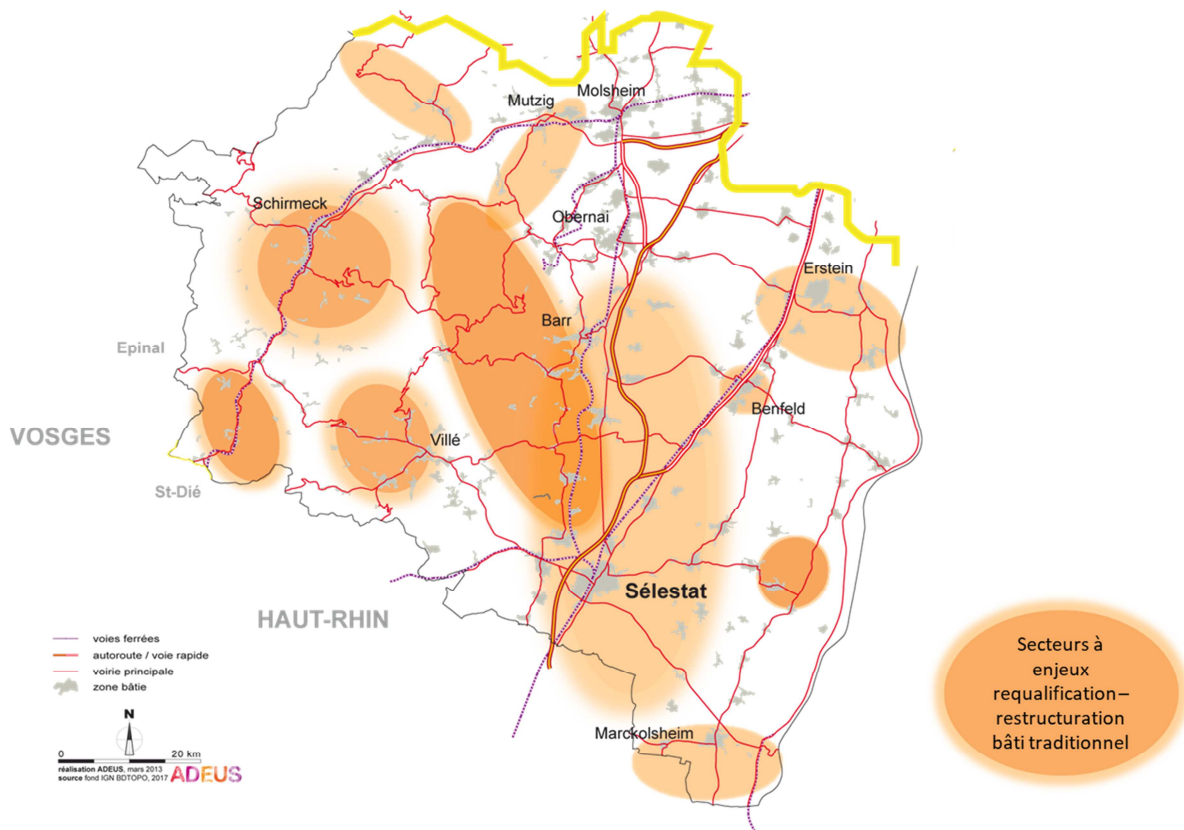 Mutzig
Molsheim
Schirmeck
Obernai
Erstein
Barr
Epinal
Benfeld
VOSGES
Villé
St-Dié
Sélestat
HAUT-RHIN
Secteurs à
enjeux
requalification–
restructuration
bâti traditionnel
voies ferrées
autoroute / voie rapide
voirie principale
zone bâtie
N
Marckolsheim
0 20 km
réalisation ADEUS, mars 2013
source fond IGN BDTOPO, 2017
ADEUS